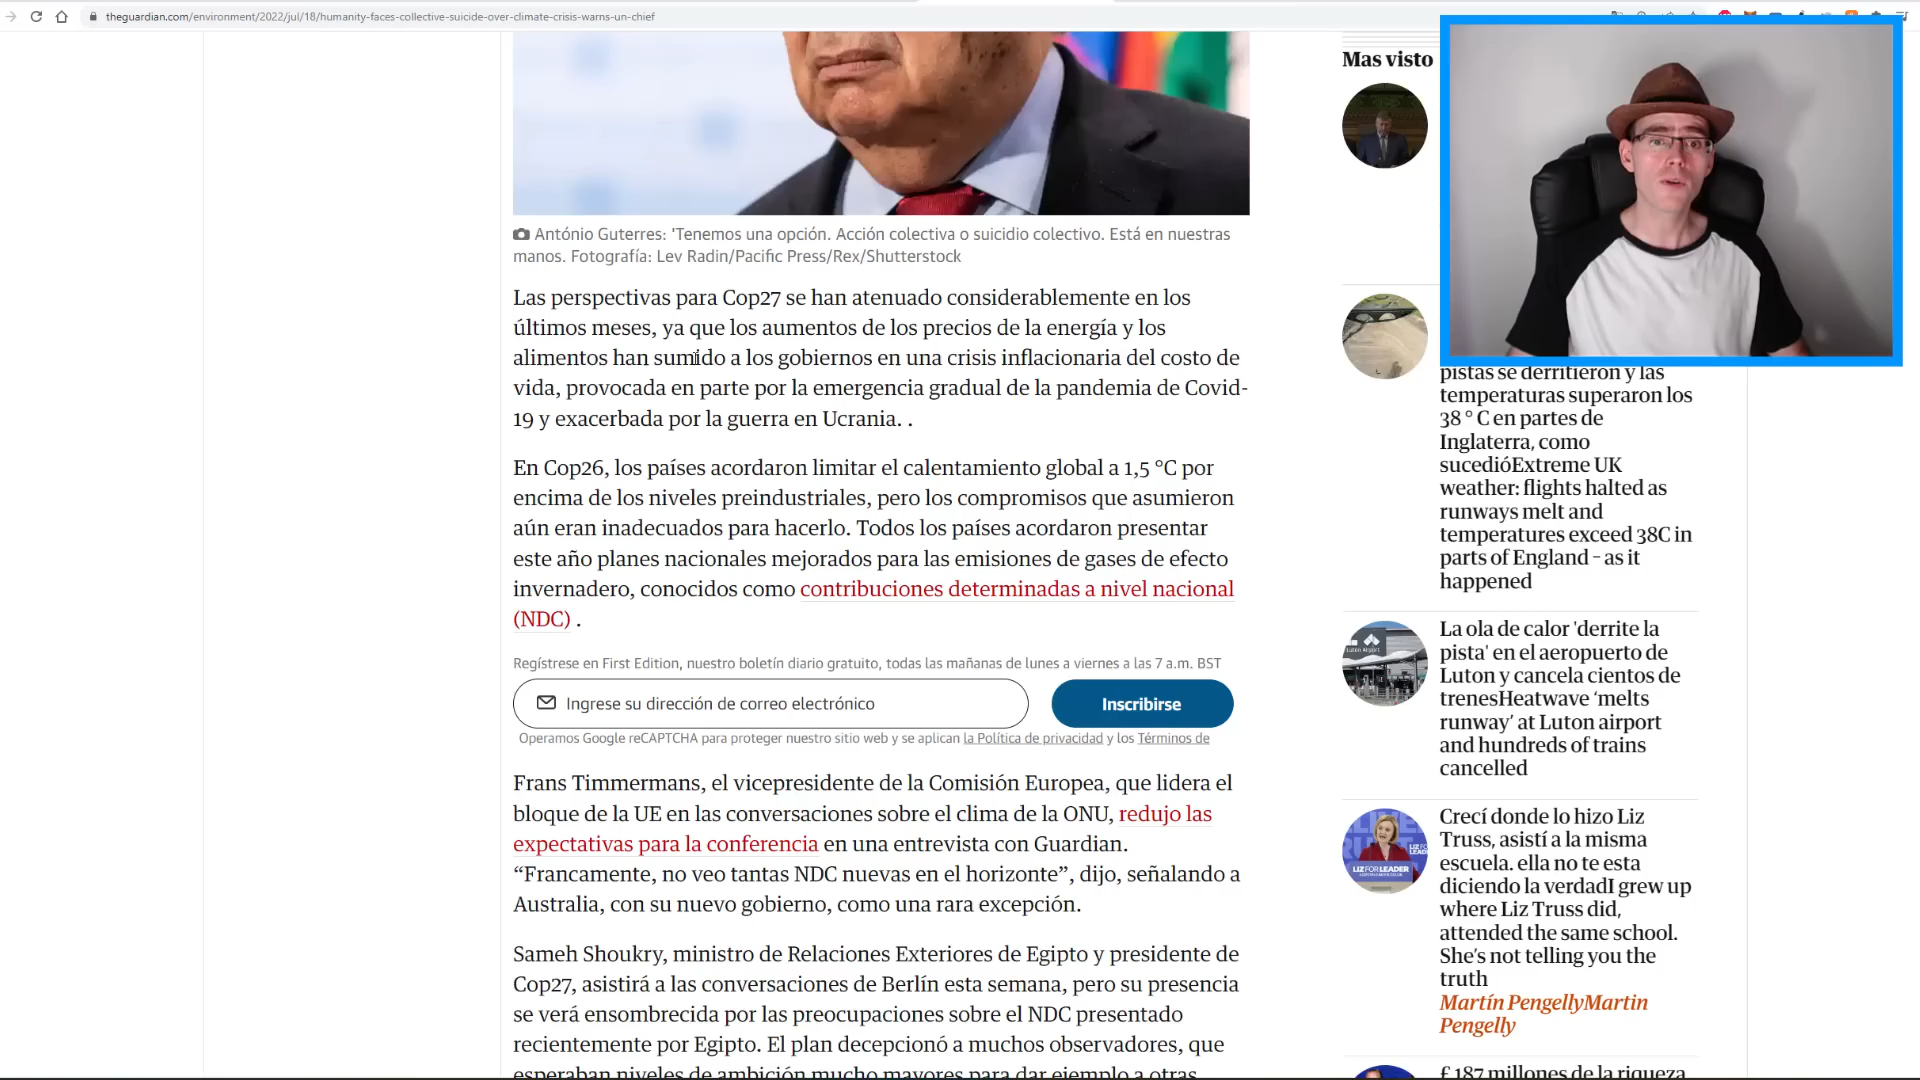 theguardian.com/environment/2022/jul/18/humanity-faces-collective-suicide-over-climate-crisis-warns-un-chief
António Guterres: 'Tenemos una opción. Acción colectiva o suicidio colectivo. Está en nuestras
manos. Fotografía: Lev Radin/Pacific Press/Rex/Shutterstock
Las perspectivas para Cop27 se han atenuado considerablemente en los
últimos meses, ya que los aumentos de los precios de la energía y los
alimentos han sumido a los gobiernos en una crisis inflacionaria del costo de
vida, provocada en parte por la emergencia gradual de la pandemia de Covid-
19 y exacerbada por la guerra en Ucrania. .
En Cop26, los países acordaron limitar el calentamiento global a 1,5 °C por
encima de los niveles preindustriales, pero los compromisos que asumieron
aún eran inadecuados para hacerlo. Todos los países acordaron presentar
este año planes nacionales mejorados para las emisiones de gases de efecto
invernadero, conocidos como contribuciones determinadas a nivel nacional
(NDC) .
Regístrese en First Edition, nuestro boletín diario gratuito, todas las mañanas de lunes a viernes a las 7 a.m. BST
Ingrese su dirección de correo electrónico
Inscribirse
Operamos Google reCAPTCHA para proteger nuestro sitio web y se aplican la Política de privacidad y los Términos de
Frans Timmermans, el vicepresidente de la Comisión Europea, que lidera el
bloque de la UE en las conversaciones sobre el clima de la ONU, redujo las
expectativas para la conferencia en una entrevista con Guardian.
“Francamente, no veo tantas NDC nuevas en el horizonte”, dijo, señalando a
Australia, con su nuevo gobierno, como una rara excepción.
Sameh Shoukry, ministro de Relaciones Exteriores de Egipto y presidente de
Cop27, asistirá a las conversaciones de Berlín esta semana, pero su presencia
se verá ensombrecida por las preocupaciones sobre el NDC presentado
recientemente por Egipto. El plan decepcionó a muchos observadores, que
esperaban niveles de ambición mucho mayores para dar ejemplo a otras
Mas visto
pistas se derritieron y las
temperaturas superaron los
38 ° C en partes de
Inglaterra, como
sucedióExtreme UK
weather: flights halted as
runways melt and
temperatures exceed 38C in
parts of England – as it
happened
La ola de calor 'derrite la
pista' en el aeropuerto de
Luton y cancela cientos de
trenesHeatwave ‘melts
runway’ at Luton airport
and hundreds of trains
cancelled
LIZ FOR LEADER
Crecí donde lo hizo Liz
Truss, asistí a la misma
escuela. ella no te esta
diciendo la verdadI grew up
where Liz Truss did,
attended the same school.
She’s not telling you the
truth
Martín PengellyMartin
Pengelly
£ 187 millones de la riqueza